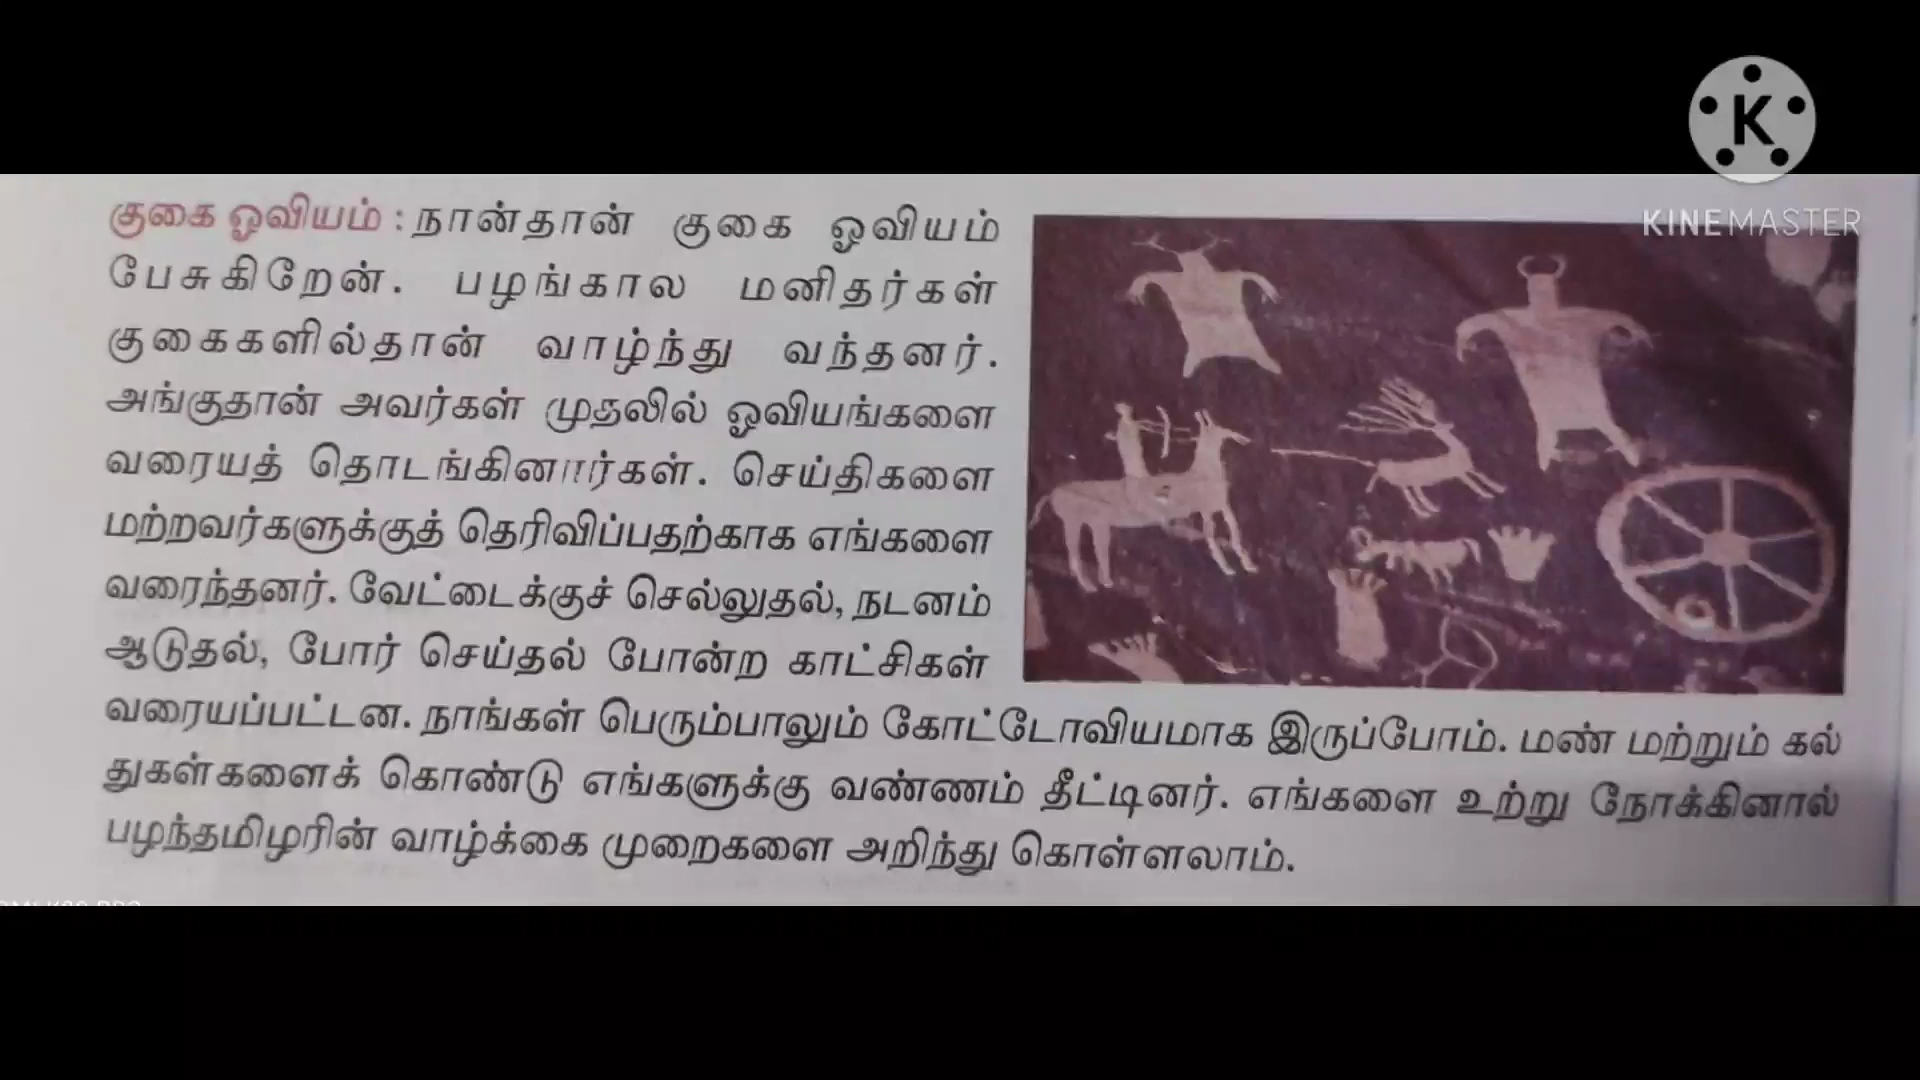 K
KINEMASTER
குகை ஓவியம் : நான்தான் குகை ஓவியம்
பேசுகிறேன். பழங்கால மனிதர்கள்
குகைகளில்தான் வாழ்ந்து வந்தனர்.
அங்குதான் அவர்கள் முதலில் ஓவியங்களை
வரையத் தொடங்கினார்கள். செய்திகளை
மற்றவர்களுக்குத் தெரிவிப்பதற்காக எங்களை
வரைந்தனர். வேட்டைக்குச் செல்லுதல், நடனம்
ஆடுதல், போர் செய்தல் போன்ற காட்சிகள்
வரையப்பட்டன. நாங்கள் பெரும்பாலும் கோட்டோவியமாக இருப்போம். மண் மற்றும் கல்
துகள்களைக் கொண்டு எங்களுக்கு வண்ணம் தீட்டினர். எங்களை உற்று நோக்கினால்
பழந்தமிழரின் வாழ்க்கை முறைகளை அறிந்து கொள்ளலாம்.